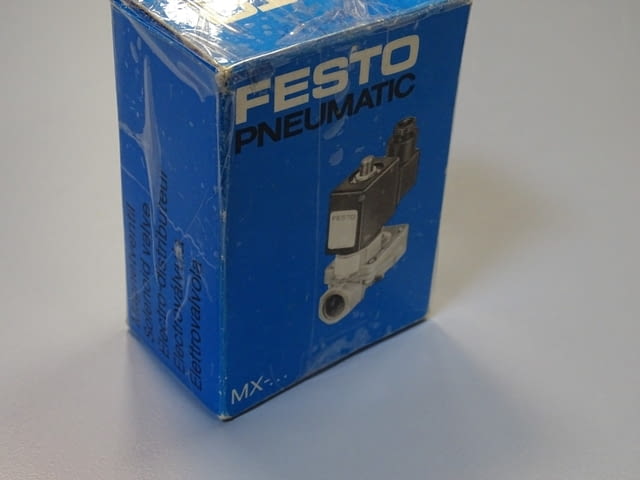 FESTO
PNEUMATIC
FESTO
MX-...
Solenoid valve
Electro-distributeur
Electroválvula
Elettrovalvola